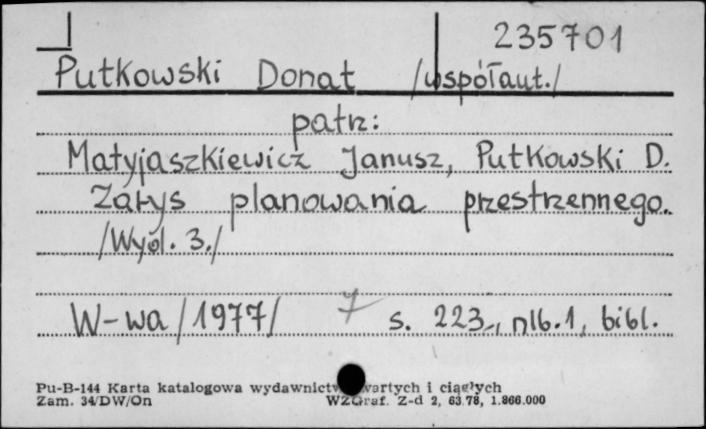 235701
Putkowski Donat /współaut./
patrz:
Matyjaszkiewicz Janusz, Putkowski D.
Zarys planowania przestrzennego.
/Wyd. 3./
W-wa /1977/ 7 s. 223, nlb.1, bibl.
Pu-B-144 Karta katalogowa wydawnictw zwartych i ciągłych
Zam. 34/DW/On WZGraf. Z-d 2, 63.78, 1.866.000